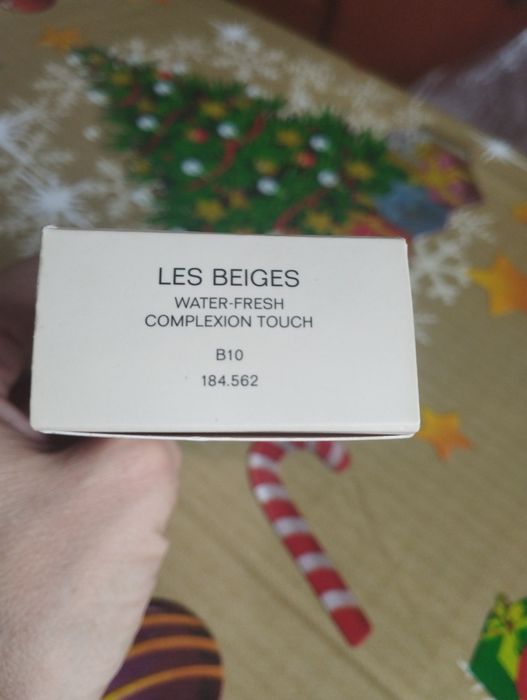 LES BEIGES
WATER-FRESH
COMPLEXION TOUCH
B10
184.562